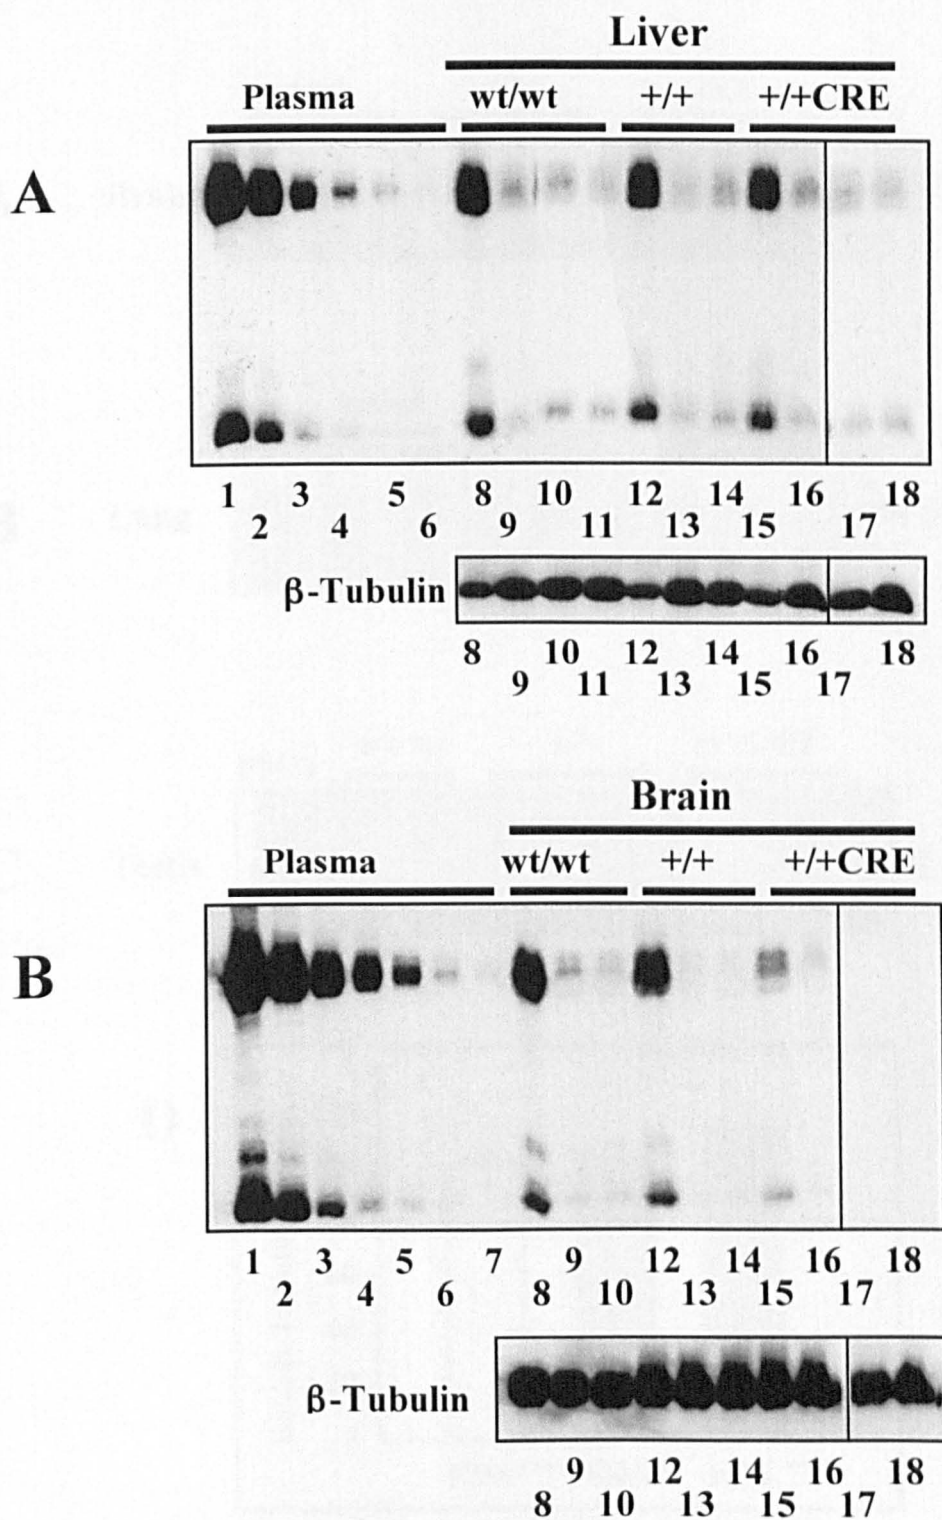 Liver
Plasma wt/wt +/+ +/+CRE
A
1 3 5 8 10 12 14 16 18
2 4 6 9 11 13 15 17
β-Tubulin
8 10 12 14 16 18
9 11 13 15 17
Brain
Plasma wt/wt +/+ +/+CRE
B
1 3 5 7 9 12 14 16 18
2 4 6 8 10 13 15 17
β-Tubulin
9 12 14 16 18
8 10 13 15 17